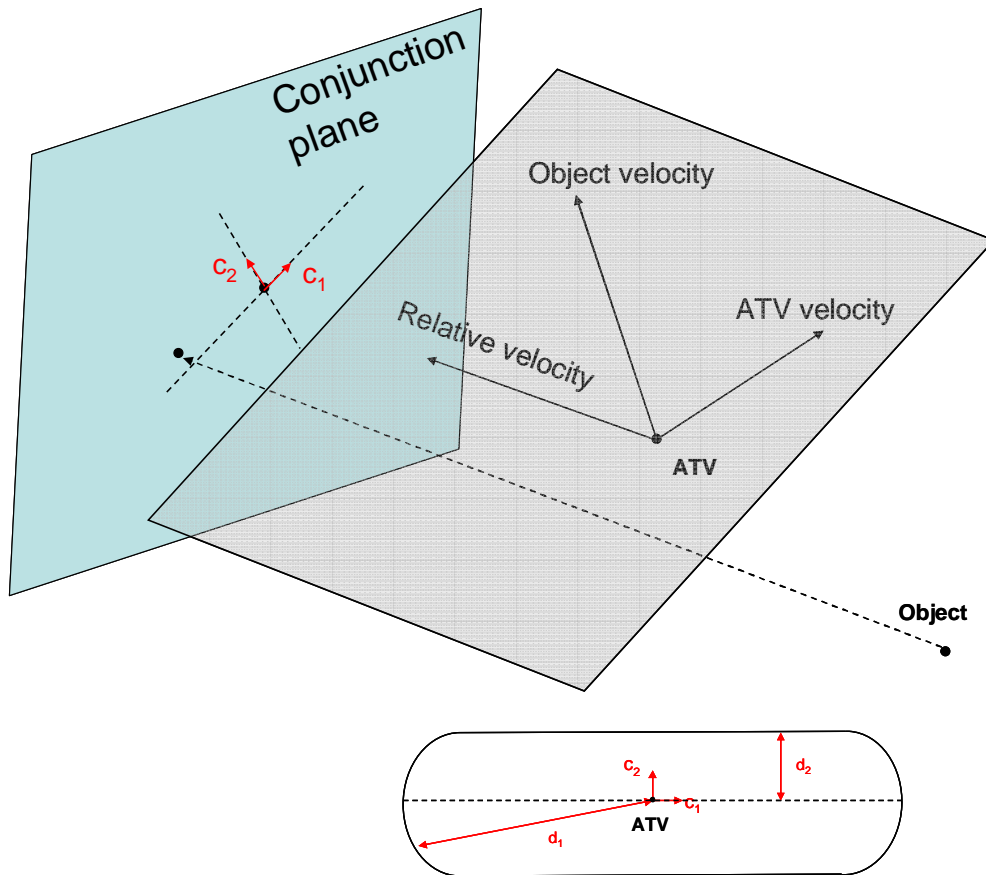 Conjunction
plane
Object velocity
C₂
C₁
ATV velocity
Relative velocity
ATV
Object
C₂
d₂
C₁
ATV
d₁